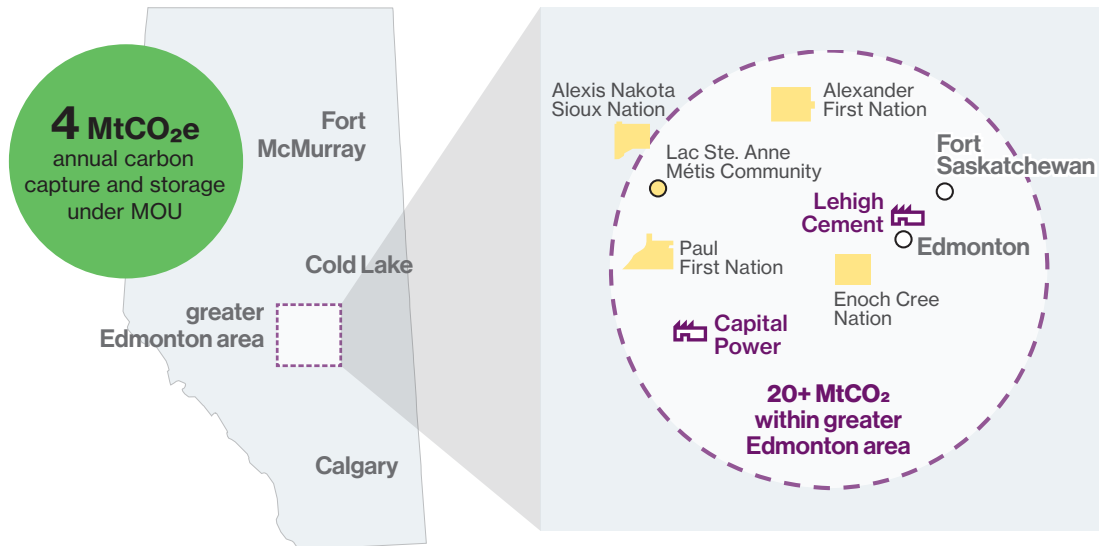 4 MtCO₂e
annual carbon
capture and storage
under MOU
Fort
McMurray
Cold Lake
greater
Edmonton area
Calgary
Alexis Nakota
Sioux Nation
Alexander
First Nation
Lac Ste. Anne
Métis Community
Fort
Saskatchewan
Lehigh
Cement
Edmonton
Paul
First Nation
Enoch Cree
Nation
Capital
Power
20+ MtCO₂
within greater
Edmonton area